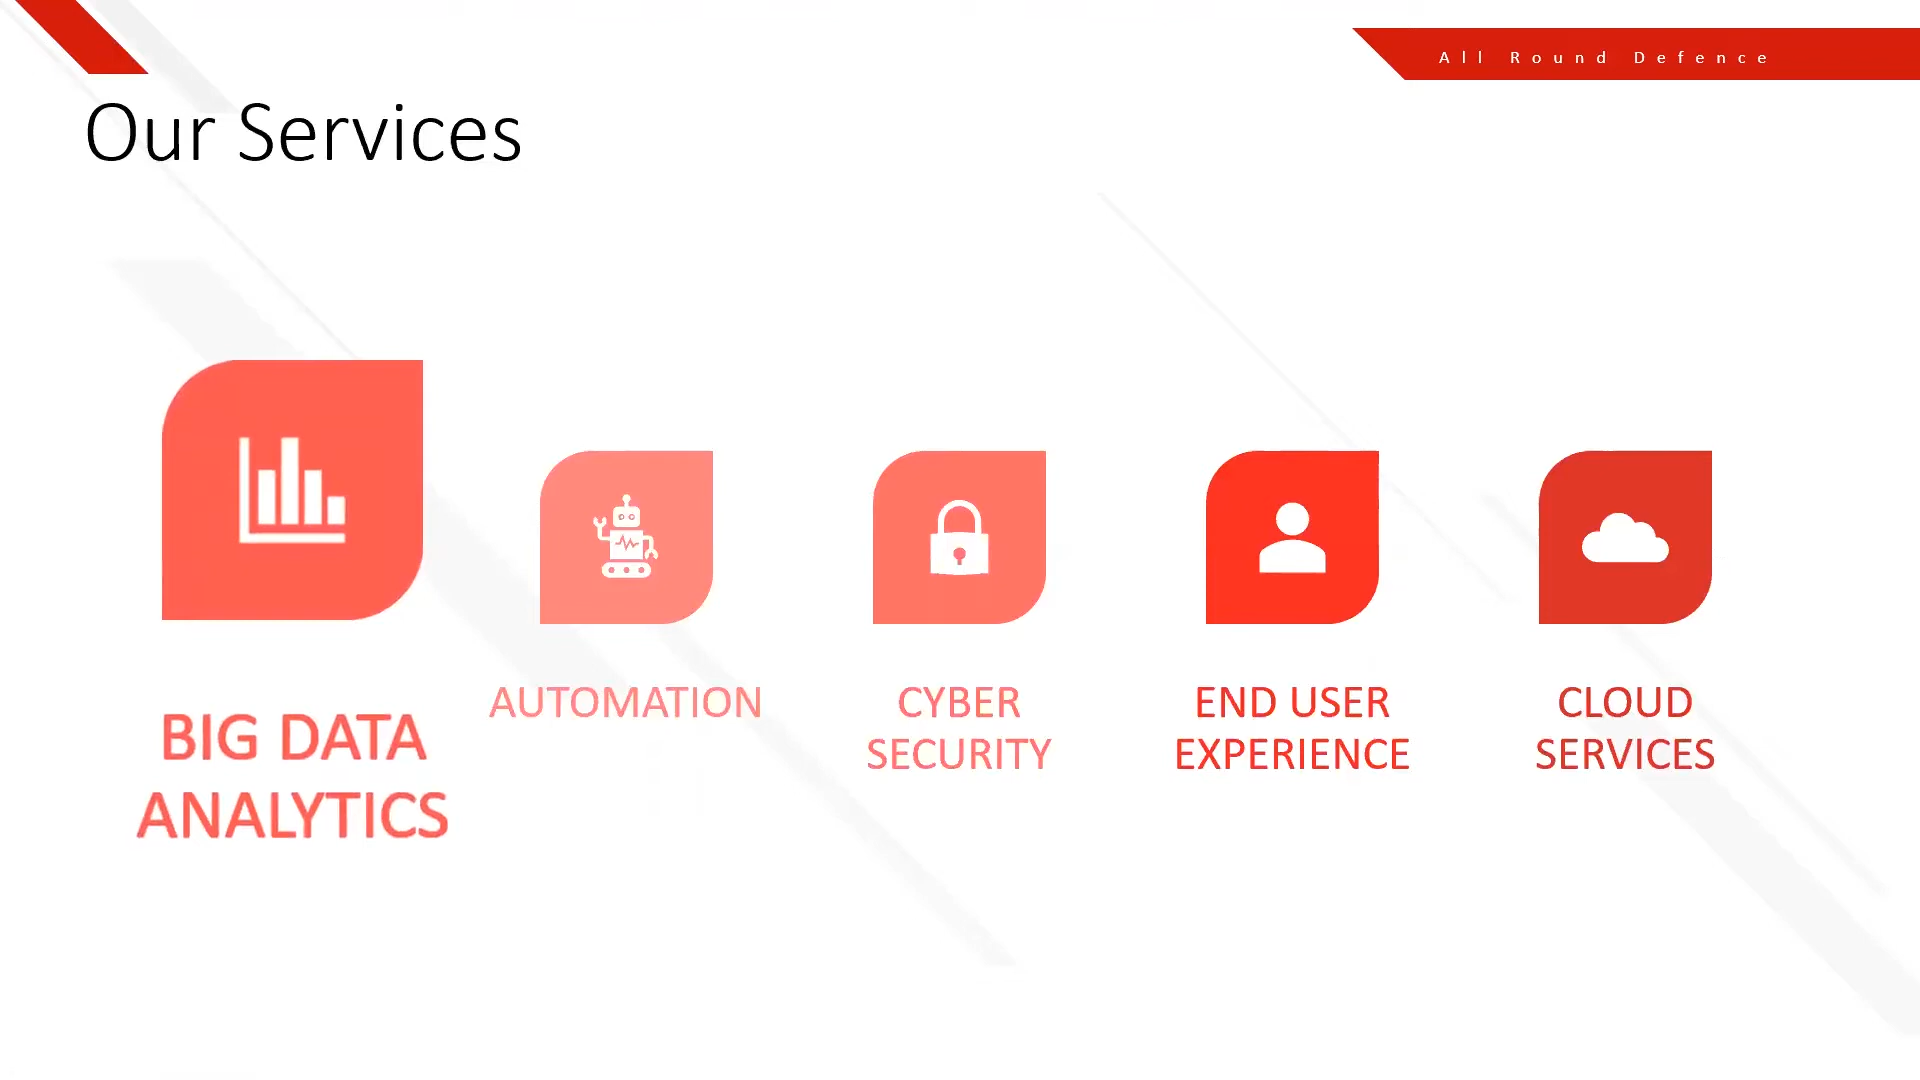 All Round Defence
Our Services
BIG DATA
ANALYTICS
AUTOMATION
CYBER
SECURITY
END USER
EXPERIENCE
CLOUD
SERVICES